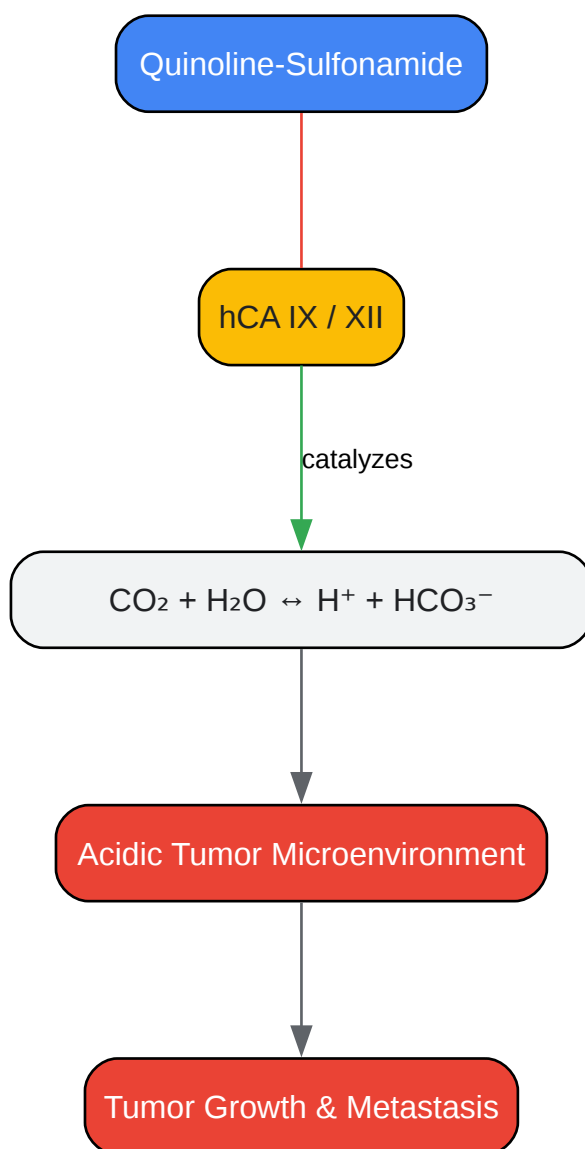 Quinoline-Sulfonamide
hCA IX / XII
catalyzes
CO₂ + H₂O ↔ H⁺ + HCO₃⁻
Acidic Tumor Microenvironment
Tumor Growth & Metastasis